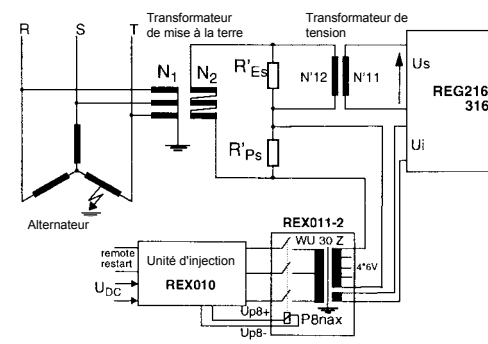 R S T
Transformateur
de mise à la terre
Transformateur de
tension
N1 N2
R'Es
N'12 N'11
Us
REG216
316
R'Ps
Ui
Alternateur
REX011-2
WU 30 Z
remote
restart
Unité d'injection
REX010
4*6V
UDC
Up8+
P8nax
Up8-